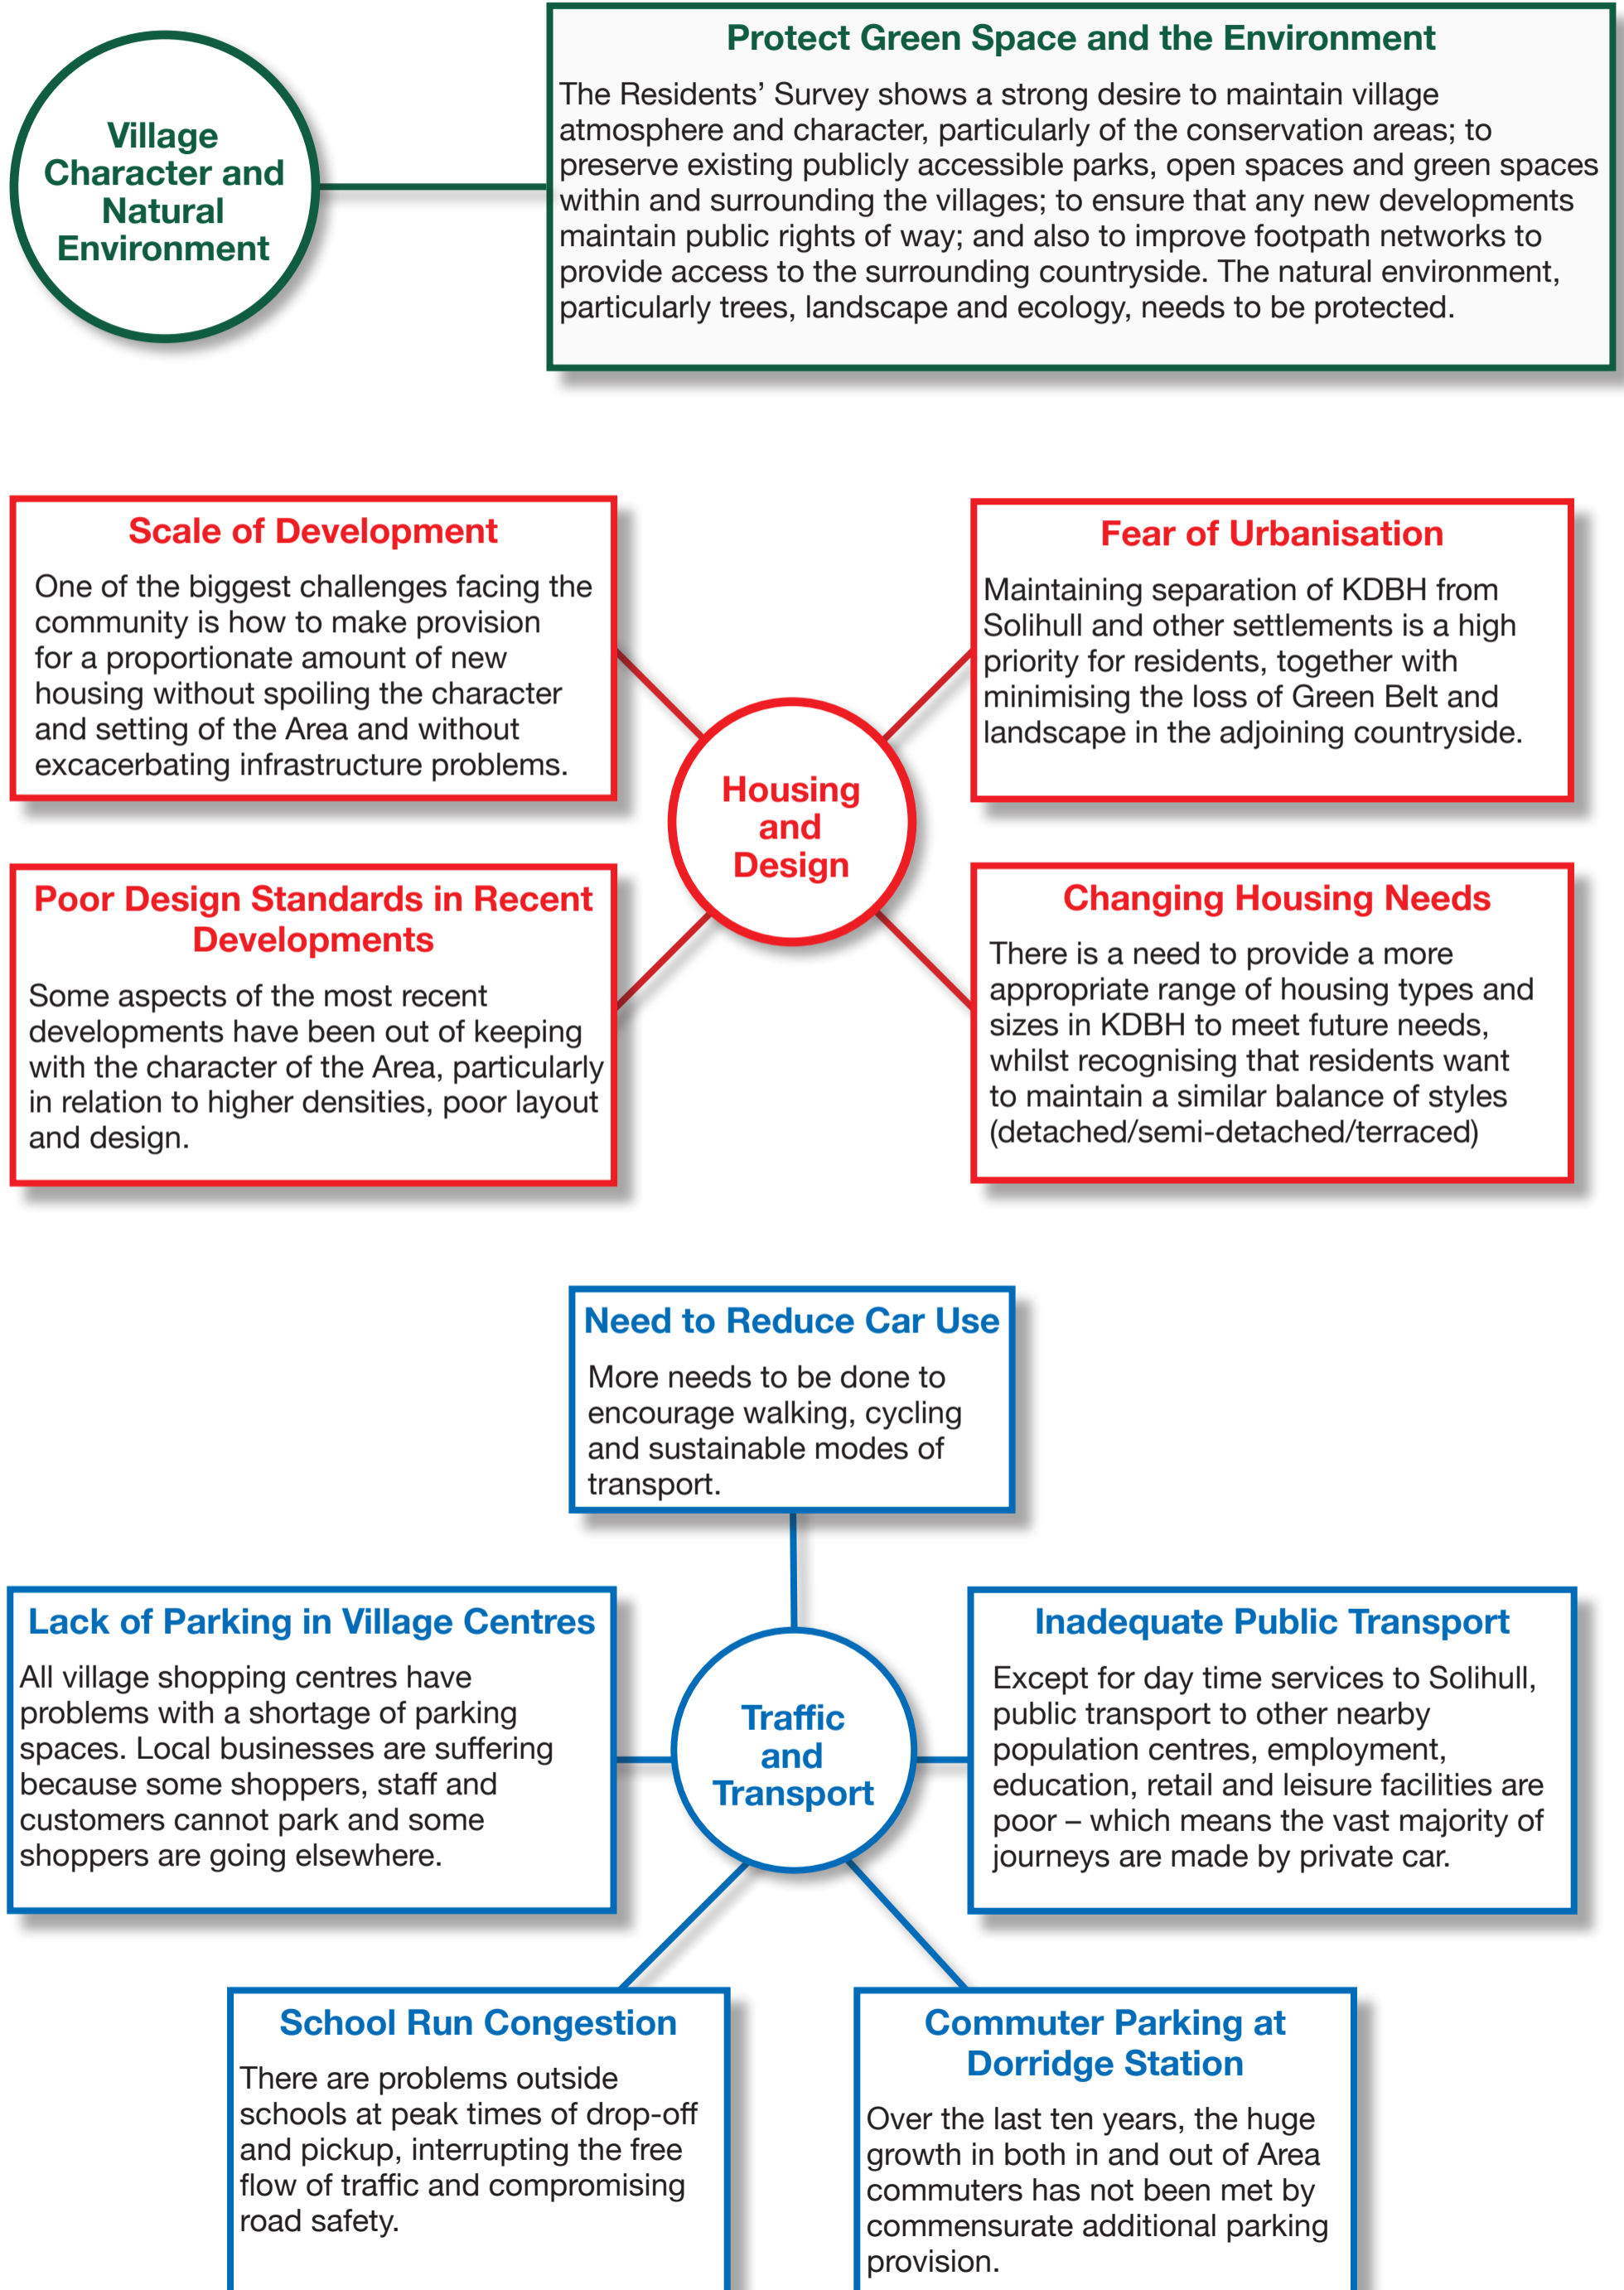 Village
Character and
Natural
Environment
Protect Green Space and the Environment
The Residents’ Survey shows a strong desire to maintain village
atmosphere and character, particularly of the conservation areas; to
preserve existing publicly accessible parks, open spaces and green spaces
within and surrounding the villages; to ensure that any new developments
maintain public rights of way; and also to improve footpath networks to
provide access to the surrounding countryside. The natural environment,
particularly trees, landscape and ecology, needs to be protected.
Scale of Development
One of the biggest challenges facing the
community is how to make provision
for a proportionate amount of new
housing without spoiling the character
and setting of the Area and without
excacerbating infrastructure problems.
Fear of Urbanisation
Maintaining separation of KDBH from
Solihull and other settlements is a high
priority for residents, together with
minimising the loss of Green Belt and
landscape in the adjoining countryside.
Housing
and
Design
Poor Design Standards in Recent
Developments
Some aspects of the most recent
developments have been out of keeping
with the character of the Area, particularly
in relation to higher densities, poor layout
and design.
Changing Housing Needs
There is a need to provide a more
appropriate range of housing types and
sizes in KDBH to meet future needs,
whilst recognising that residents want
to maintain a similar balance of styles
(detached/semi-detached/terraced)
Need to Reduce Car Use
More needs to be done to
encourage walking, cycling
and sustainable modes of
transport.
Lack of Parking in Village Centres
All village shopping centres have
problems with a shortage of parking
spaces. Local businesses are suffering
because some shoppers, staff and
customers cannot park and some
shoppers are going elsewhere.
Traffic
and
Transport
Inadequate Public Transport
Except for day time services to Solihull,
public transport to other nearby
population centres, employment,
education, retail and leisure facilities are
poor – which means the vast majority of
journeys are made by private car.
School Run Congestion
There are problems outside
schools at peak times of drop-off
and pickup, interrupting the free
flow of traffic and compromising
road safety.
Commuter Parking at
Dorridge Station
Over the last ten years, the huge
growth in both in and out of Area
commuters has not been met by
commensurate additional parking
provision.